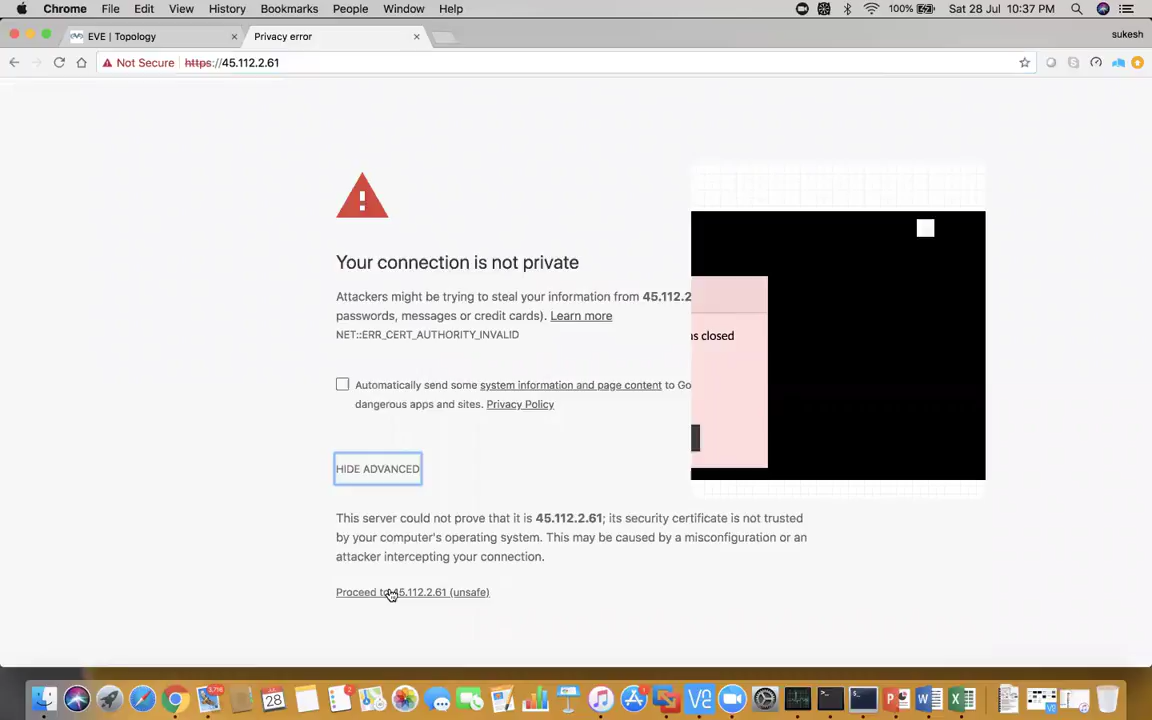 Chrome File Edit View History Bookmarks People Window Help 100% Sat 28 Jul 10:37 PM
EVE | Topology × Privacy error × sukesh
Not Secure https://45.112.2.61
Your connection is not private
Attackers might be trying to steal your information from 45.112.2
passwords, messages or credit cards). Learn more
NET::ERR_CERT_AUTHORITY_INVALID
as closed
Automatically send some system information and page content to Go
dangerous apps and sites. Privacy Policy
HIDE ADVANCED
This server could not prove that it is 45.112.2.61; its security certificate is not trusted
by your computer's operating system. This may be caused by a misconfiguration or an
attacker intercepting your connection.
Proceed to 45.112.2.61 (unsafe)